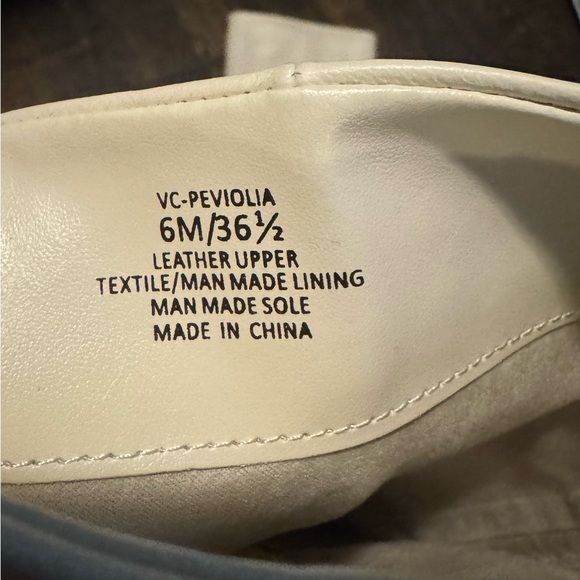 VC-PEVIOLIA
6M/36½
LEATHER UPPER
TEXTILE/MAN MADE LINING
MAN MADE SOLE
MADE IN CHINA